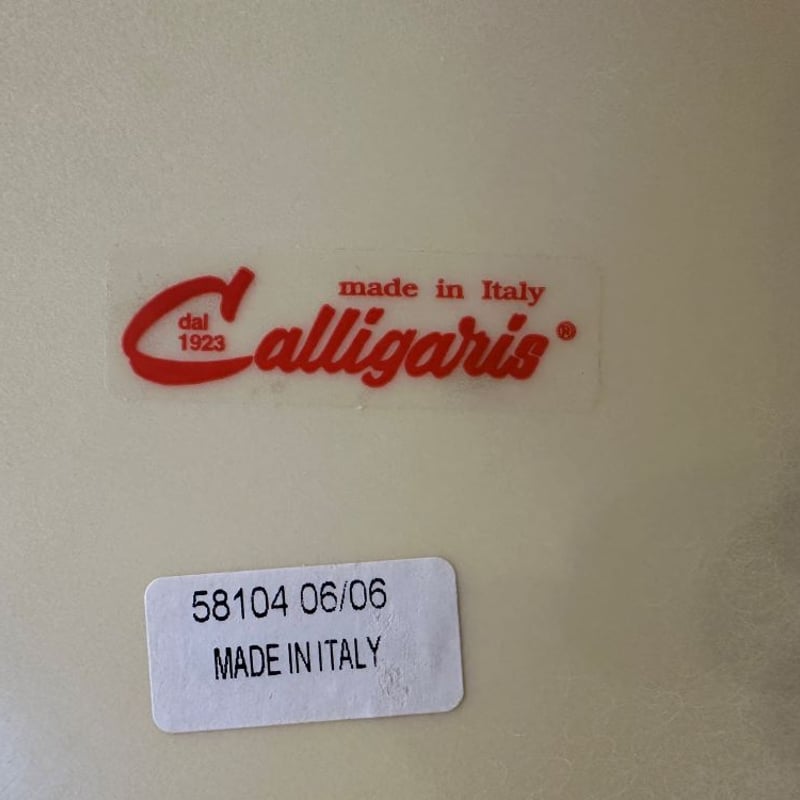 made in Italy
dal
1923
Calligaris®
58104 06/06
MADE IN ITALY